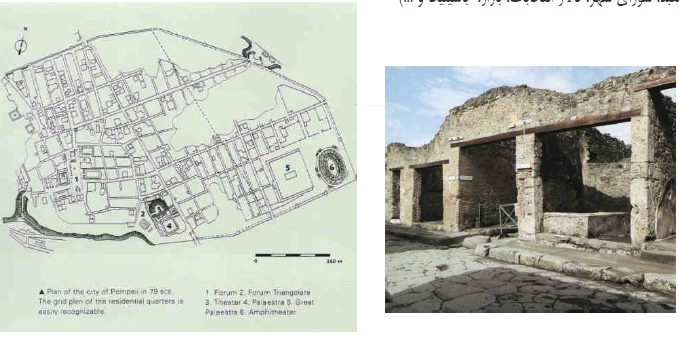 ▲ Plan of the city of Pompeii in 79 BCE.
The grid plan of the residential quarters is
easily recognizable.
1. Forum 2. Forum Triangolare
3. Theater 4. Palaestra 5. Great
Palaestra 6. Amphitheater
1
2
3
4
5
6
0
250 m